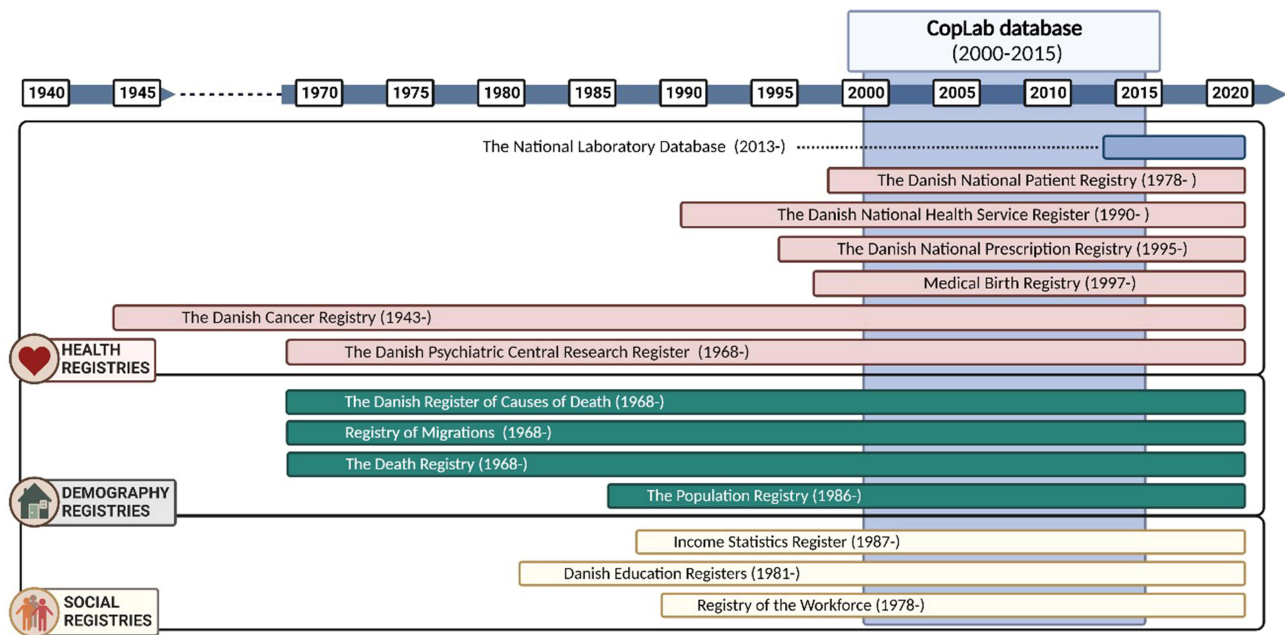 CopLab database
(2000-2015)
1940 1945 1970 1975 1980 1985 1990 1995 2000 2005 2010 2015 2020
The National Laboratory Database (2013-)
The Danish National Patient Registry (1978- )
The Danish National Health Service Register (1990- )
The Danish National Prescription Registry (1995-)
Medical Birth Registry (1997-)
The Danish Cancer Registry (1943-)
The Danish Psychiatric Central Research Register (1968-)
HEALTH
REGISTRIES
The Danish Register of Causes of Death (1968-)
Registry of Migrations (1968-)
The Death Registry (1968-)
The Population Registry (1986-)
DEMOGRAPHY
REGISTRIES
Income Statistics Register (1987-)
Danish Education Registers (1981-)
Registry of the Workforce (1978-)
SOCIAL
REGISTRIES